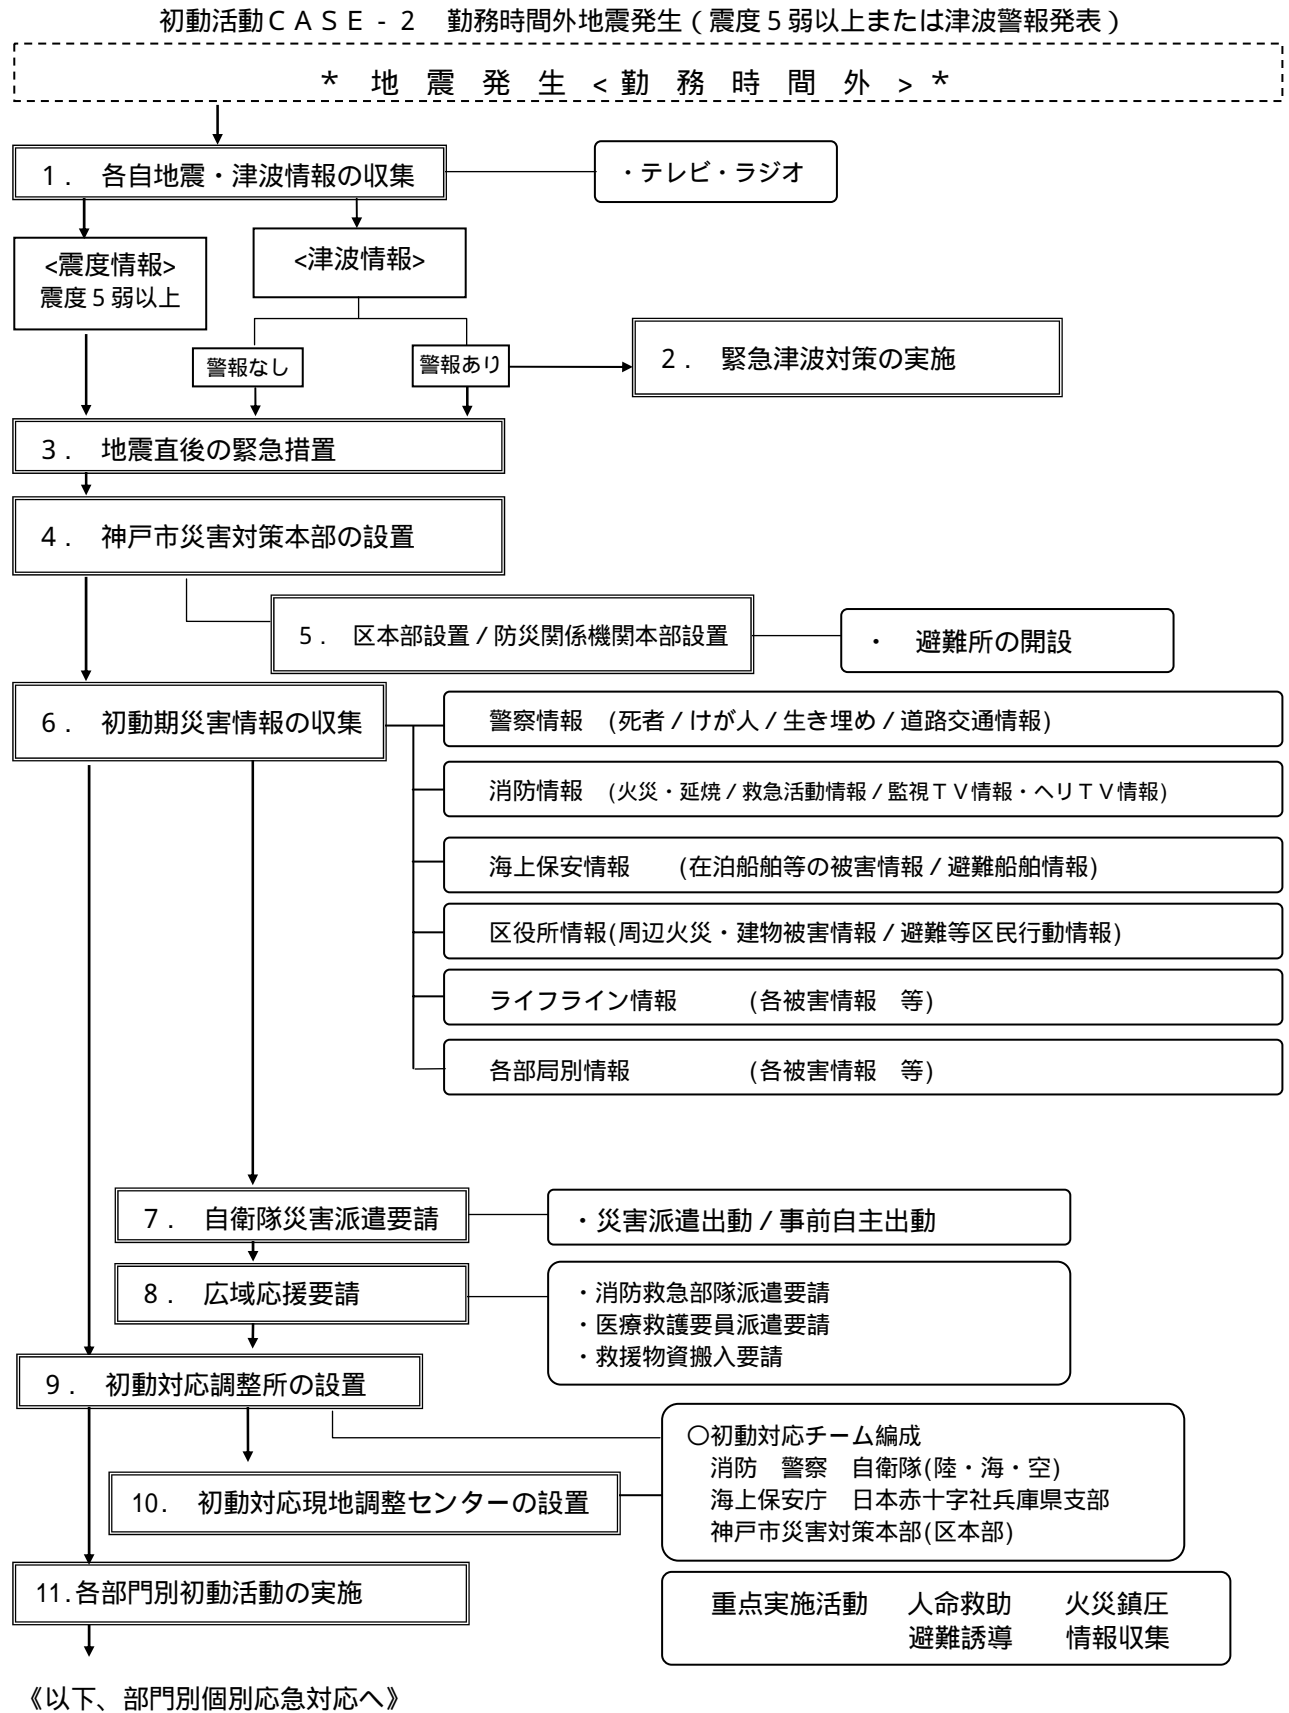 初動活動CASE-2　勤務時間外地震発生(震度5弱以上または津波警報発表)
* 地 震 発 生 <勤 務 時 間 外 > *
1.　各自地震・津波情報の収集
・テレビ・ラジオ
<震度情報>
震度5弱以上
<津波情報>
警報なし
警報あり
2.　緊急津波対策の実施
3.　地震直後の緊急措置
4.　神戸市災害対策本部の設置
5.　区本部設置/防災関係機関本部設置
・　避難所の開設
6.　初動期災害情報の収集
警察情報　(死者/けが人/生き埋め/道路交通情報)
消防情報　(火災・延焼/救急活動情報/監視TV情報・ヘリTV情報)
海上保安情報　　(在泊船舶等の被害情報/避難船舶情報)
区役所情報(周辺火災・建物被害情報/避難等区民行動情報)
ライフライン情報　　　(各被害情報　等)
各部局別情報　　　　　(各被害情報　等)
7.　自衛隊災害派遣要請
・災害派遣出動/事前自主出動
8.　広域応援要請
・消防救急部隊派遣要請
・医療救護要員派遣要請
・救援物資搬入要請
9.　初動対応調整所の設置
○初動対応チーム編成
消防　警察　自衛隊(陸・海・空)
海上保安庁　日本赤十字社兵庫県支部
神戸市災害対策本部(区本部)
10.　初動対応現地調整センターの設置
11.各部門別初動活動の実施
重点実施活動　人命救助　火災鎮圧
避難誘導　情報収集
《以下、部門別個別応急対応へ》